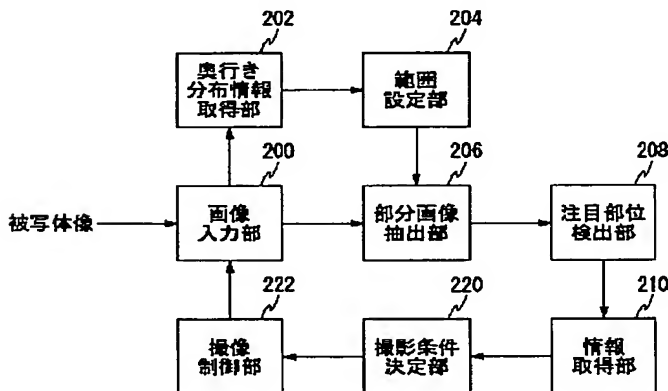 202
204
奥行き
分布情報
取得部
範囲
設定部
200
206
208
被写体像
画像
入力部
部分画像
抽出部
注目部位
検出部
222
220
210
撮像
制御部
撮影条件
決定部
情報
取得部